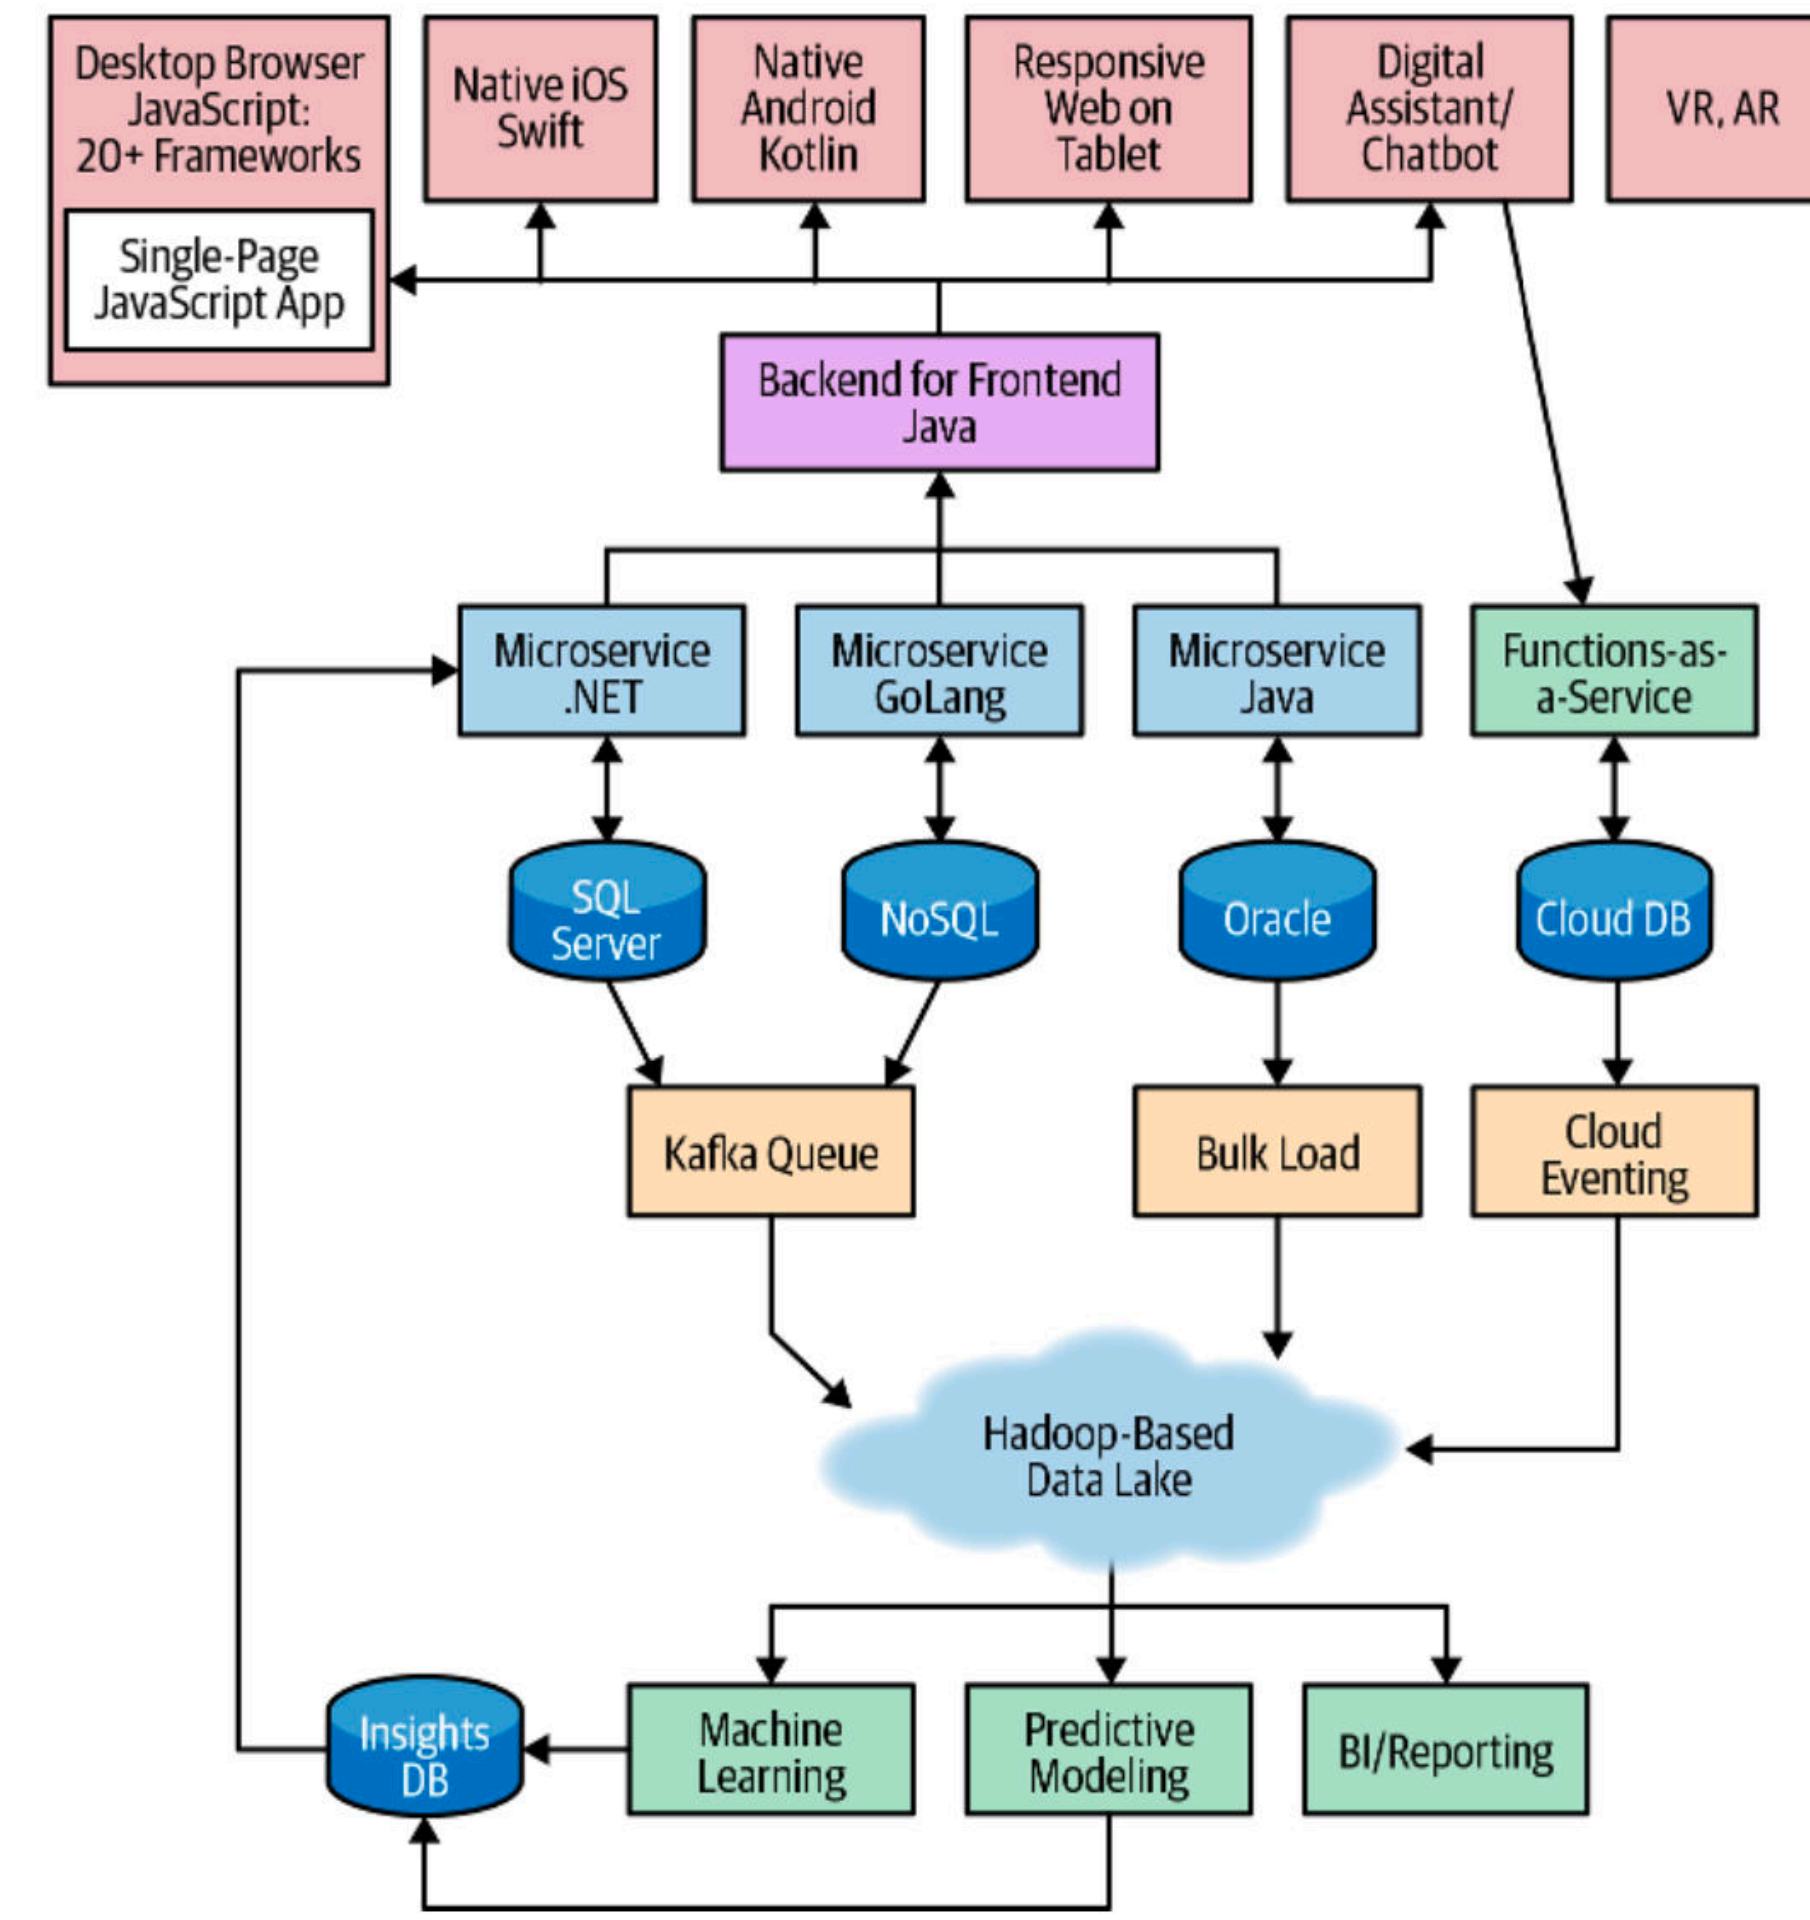 Desktop Browser
JavaScript:
20+ Frameworks
Single-Page
JavaScript App
Native iOS
Swift
Native
Android
Kotlin
Responsive
Web on
Tablet
Digital
Assistant/
Chatbot
VR, AR
Backend for Frontend
Java
Microservice
.NET
Microservice
GoLang
Microservice
Java
Functions-as-
a-Service
SQL
Server
NoSQL
Oracle
Cloud DB
Kafka Queue
Bulk Load
Cloud
Eventing
Hadoop-Based
Data Lake
Insights
DB
Machine
Learning
Predictive
Modeling
BI/Reporting